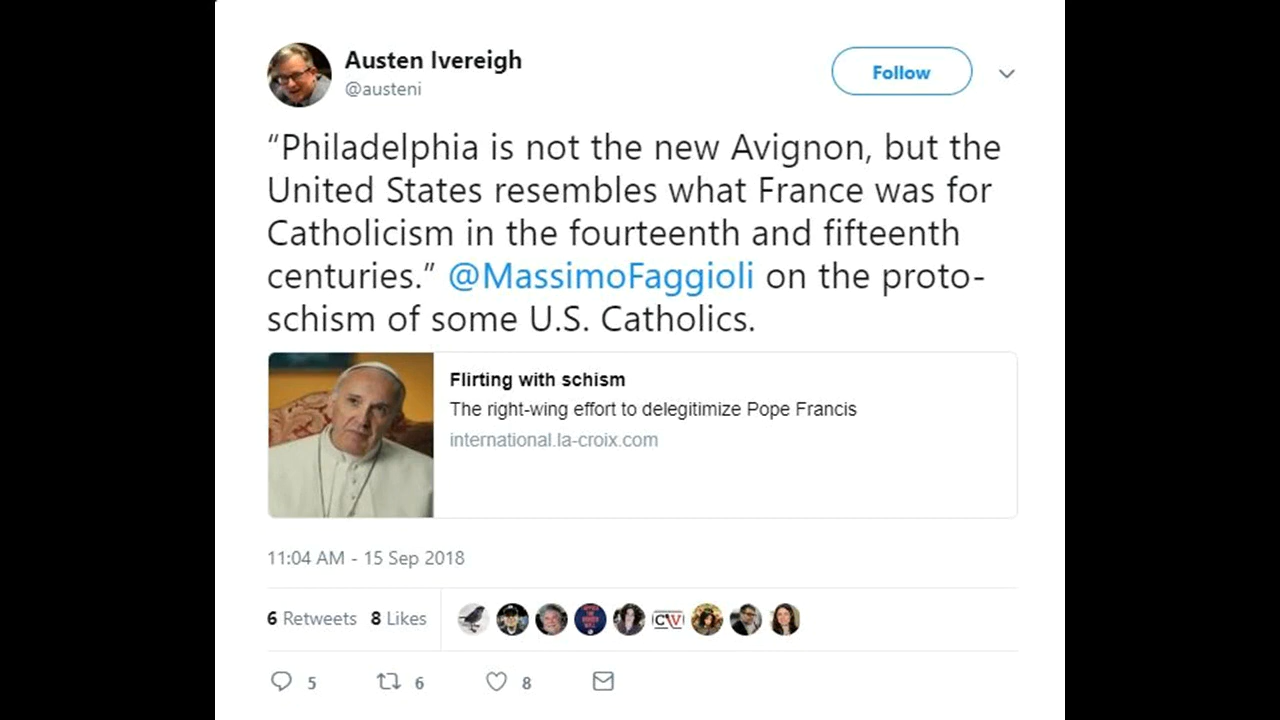 Austen Ivereigh
@austeni
Follow
“Philadelphia is not the new Avignon, but the
United States resembles what France was for
Catholicism in the fourteenth and fifteenth
centuries.” @MassimoFaggioli on the proto-
schism of some U.S. Catholics.
Flirting with schism
The right-wing effort to delegitimize Pope Francis
international.la-croix.com
11:04 AM - 15 Sep 2018
6 Retweets 8 Likes
CV
5 6 8